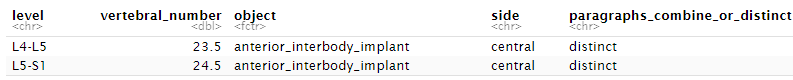 level vertebral_number object side paragraphs_combine_or_distinct
<chr> <dbl> <fctr> <chr> <chr>
L4-L5 23.5 anterior_interbody_implant central distinct
L5-S1 24.5 anterior_interbody_implant central distinct